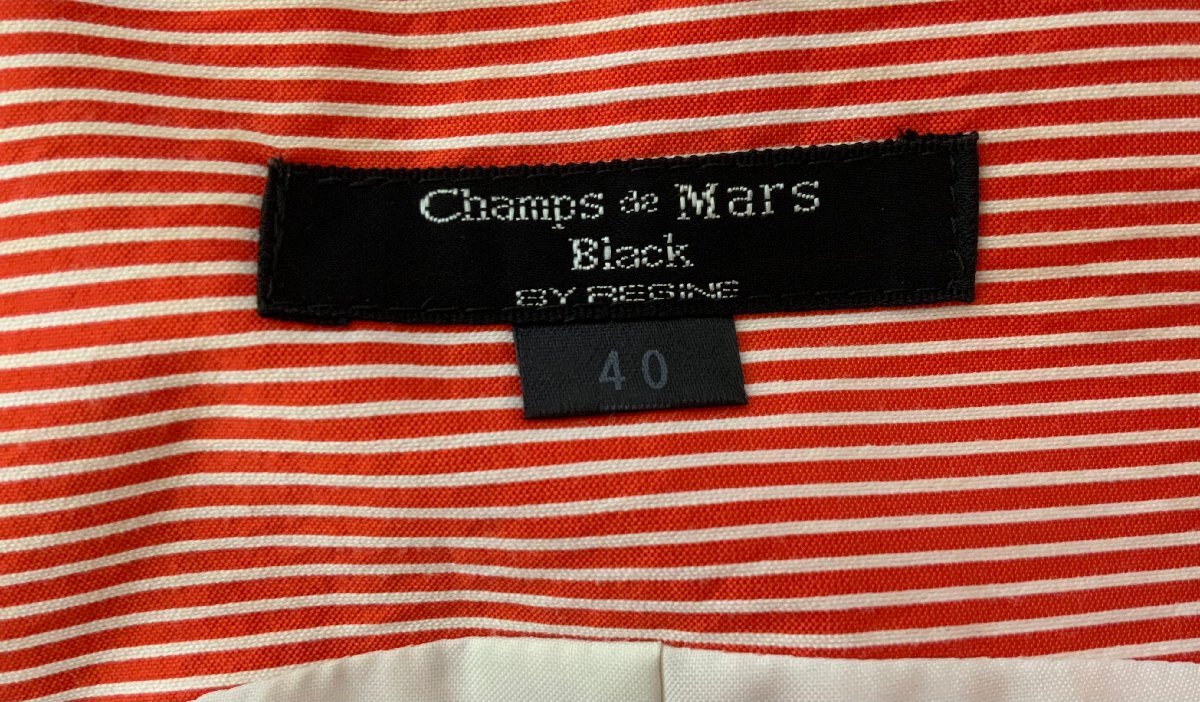 Champs de Mars
Black
BY REGINE
40